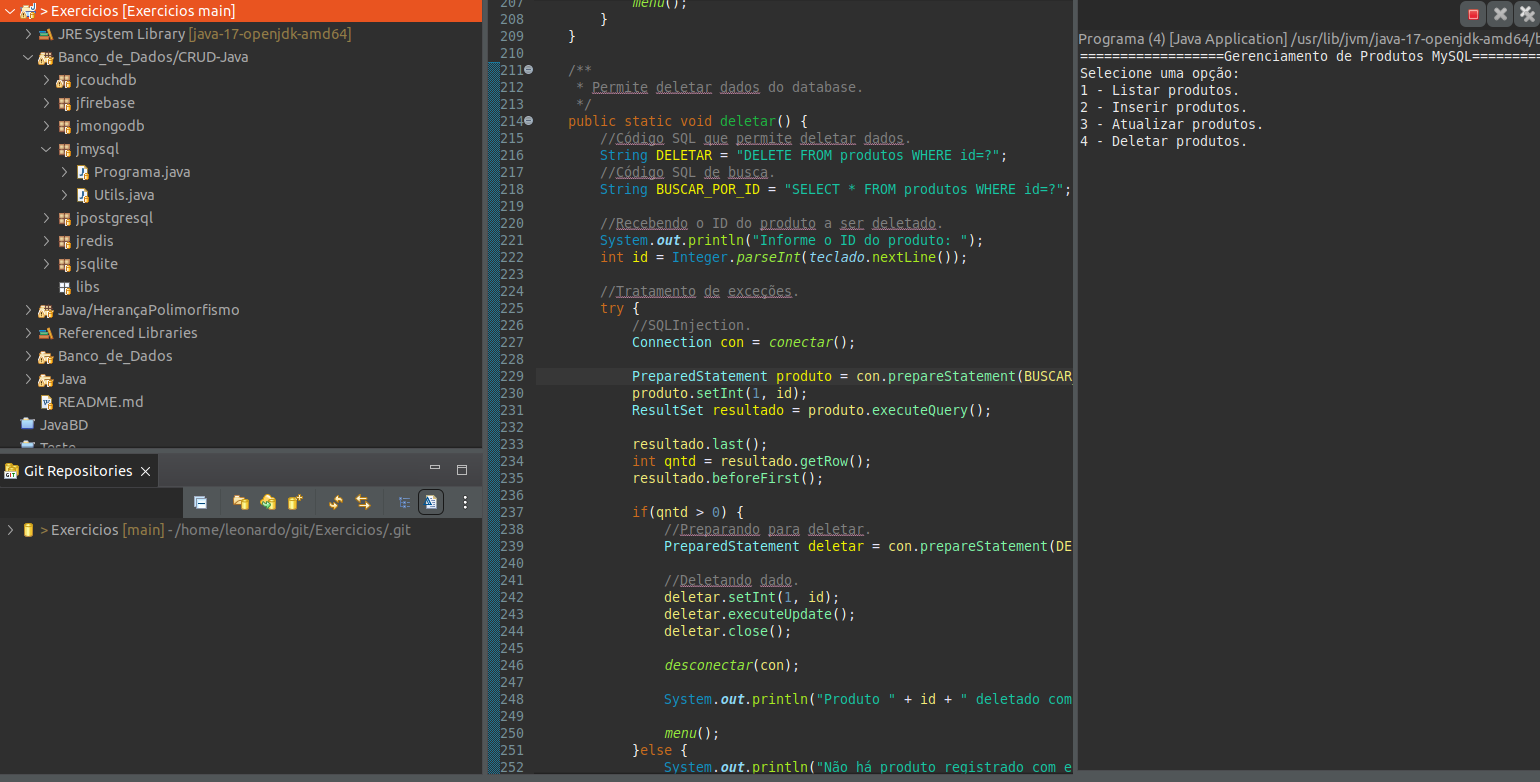 > Exercicios [Exercicios main]
JRE System Library [java-17-openjdk-amd64]
Banco_de_Dados/CRUD-Java
jcouchdb
jfirebase
jmongodb
jmysql
Programa.java
Utils.java
jpostgresql
jredis
jsqlite
libs
Java/HerançaPolimorfismo
Referenced Libraries
Banco_de_Dados
Java
README.md
JavaBD
Teste
Git Repositories
> Exercicios [main] - /home/leonardo/git/Exercicios/.git
207 menu();
208 }
209 }
210
211 /**
212 * Permite deletar dados do database.
213 */
214 public static void deletar() {
215 //Código SQL que permite deletar dados.
216 String DELETAR = "DELETE FROM produtos WHERE id=?";
217 //Código SQL de busca.
218 String BUSCAR_POR_ID = "SELECT * FROM produtos WHERE id=?";
219
220 //Recebendo o ID do produto a ser deletado.
221 System.out.println("Informe o ID do produto: ");
222 int id = Integer.parseInt(teclado.nextLine());
223
224 //Tratamento de exceções.
225 try {
226 //SQLInjection.
227 Connection con = conectar();
228
229 PreparedStatement produto = con.prepareStatement(BUSCAR_
230 produto.setInt(1, id);
231 ResultSet resultado = produto.executeQuery();
232
233 resultado.last();
234 int qntd = resultado.getRow();
235 resultado.beforeFirst();
236
237 if(qntd > 0) {
238 //Preparando para deletar.
239 PreparedStatement deletar = con.prepareStatement(DE
240
241 //Deletando dado.
242 deletar.setInt(1, id);
243 deletar.executeUpdate();
244 deletar.close();
245
246 desconectar(con);
247
248 System.out.println("Produto " + id + " deletado com
249
250 menu();
251 }else {
252 System.out.println("Não há produto registrado com e
Programa (4) [Java Application] /usr/lib/jvm/java-17-openjdk-amd64/b
==================Gerenciamento de Produtos MySQL=========
Selecione uma opção:
1 - Listar produtos.
2 - Inserir produtos.
3 - Atualizar produtos.
4 - Deletar produtos.